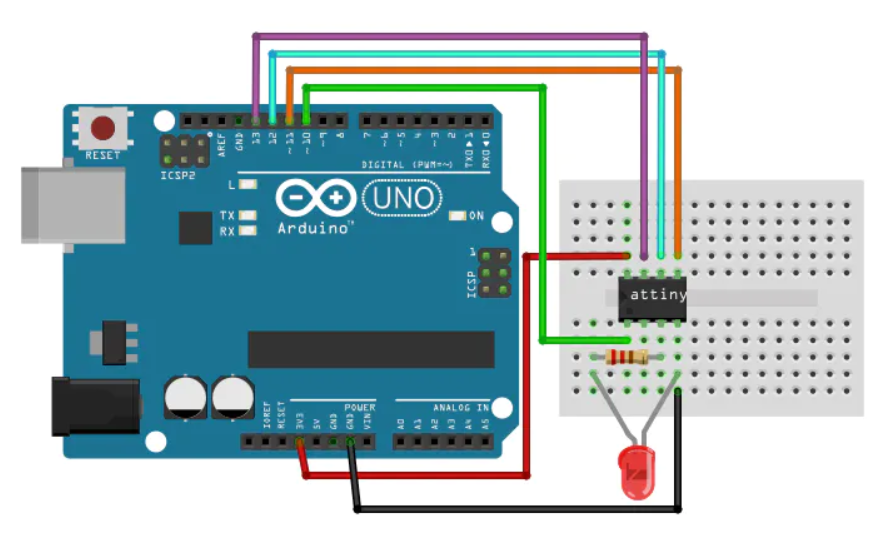 RESET
ICSP2
AREF
GND
13
12
~11
~10
~9
8
7
~6
~5
4
~3
2
TX0▶1
RX0◀0
DIGITAL (PWM=~)
L
TX
RX
Arduino™
UNO
ON
1
ICSP
attiny
POWER
ANALOG IN
IOREF
RESET
3V3
5V
GND
GND
VIN
A0
A1
A2
A3
A4
A5